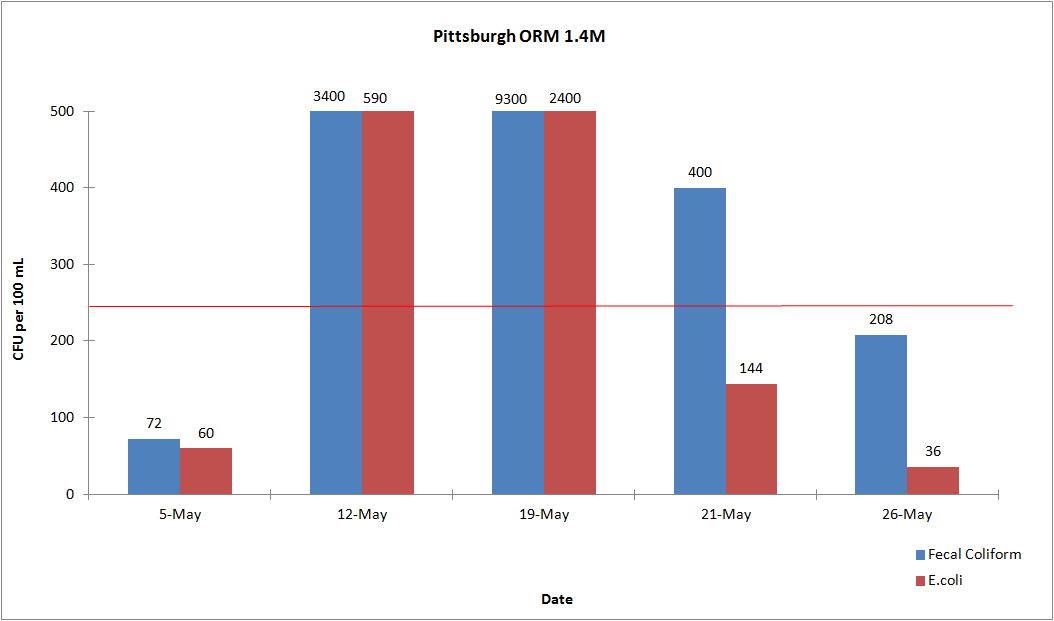 Pittsburgh ORM 1.4M
3400 590 9300 2400
500
400
400
300
CFU per 100 mL
208
200
144
72 60 36
100
0
5-May 12-May 19-May 21-May 26-May
Fecal Coliform
E.coli
Date